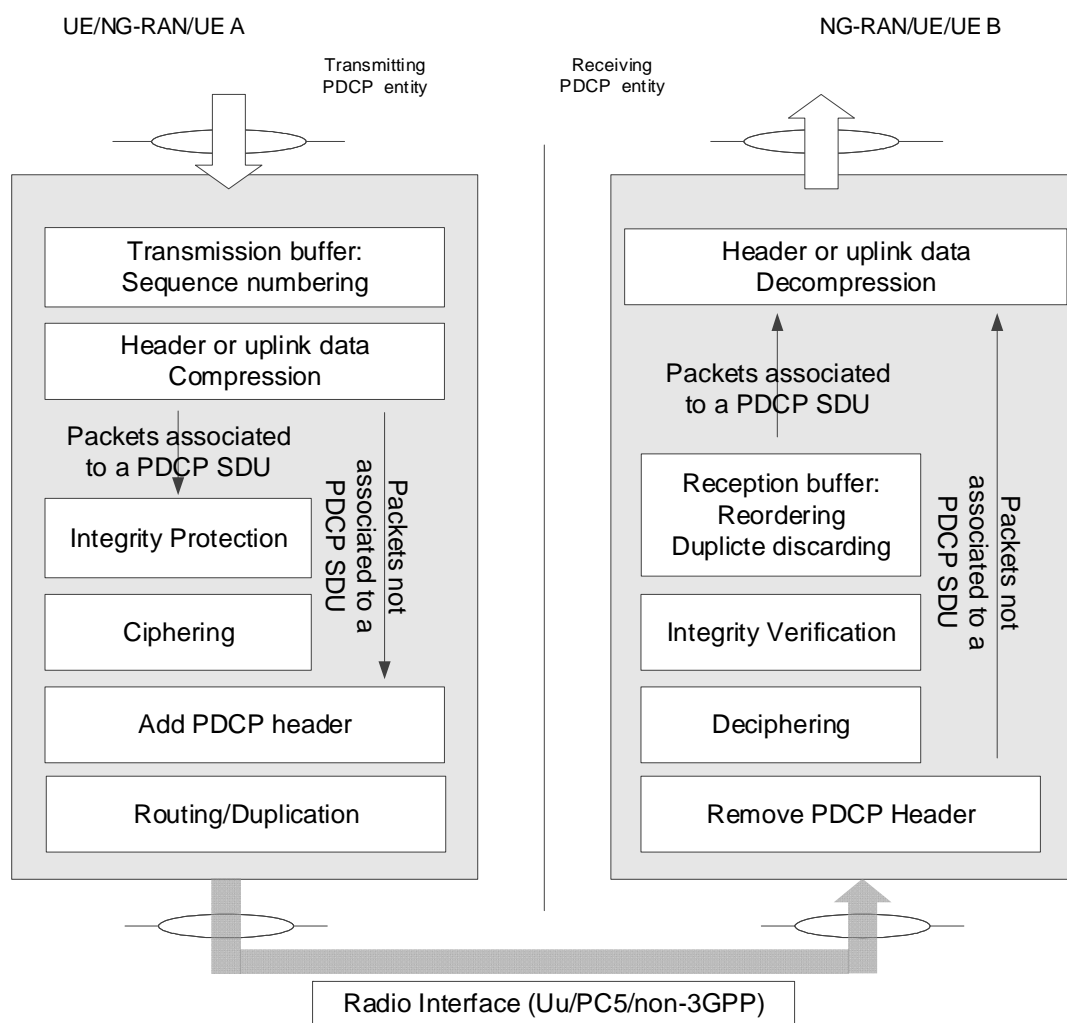 UE/NG-RAN/UE A
NG-RAN/UE/UE B
Transmitting
PDCP entity
Receiving
PDCP entity
Transmission buffer:
Sequence numbering
Header or uplink data
Compression
Packets associated
to a PDCP SDU
Packets not
associated to a
PDCP SDU
Integrity Protection
Ciphering
Add PDCP header
Routing/Duplication
Header or uplink data
Decompression
Packets associated
to a PDCP SDU
Reception buffer:
Reordering
Duplicte discarding
Packets not
associated to a
PDCP SDU
Integrity Verification
Deciphering
Remove PDCP Header
Radio Interface (Uu/PC5/non-3GPP)